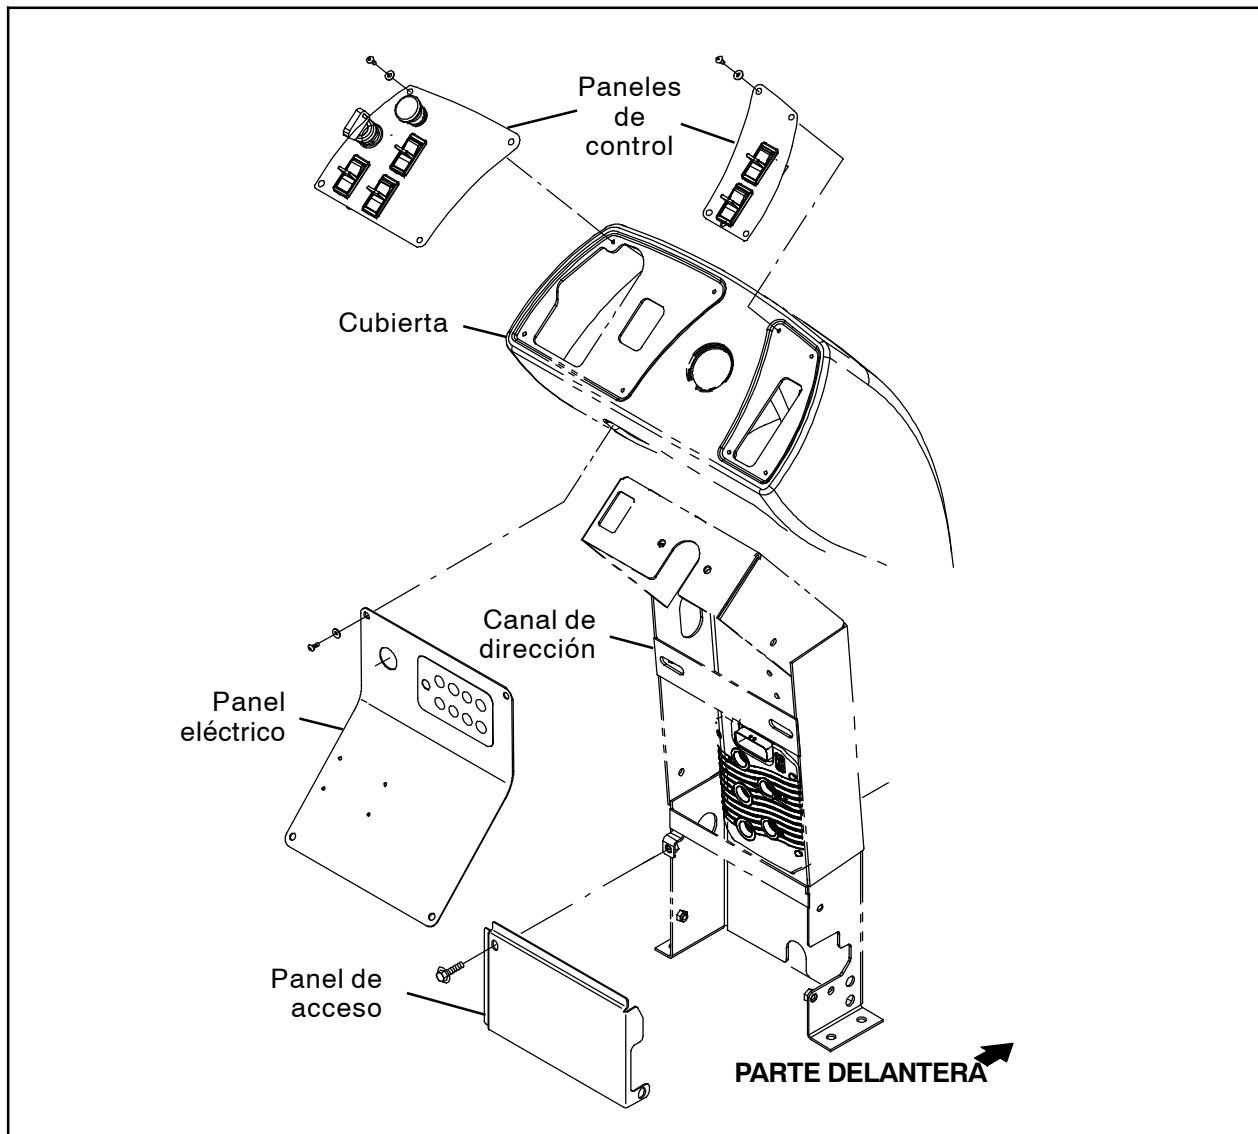 Paneles
de
control
Cubierta
Canal de
dirección
Panel
eléctrico
Panel de
acceso
PARTE DELANTERA